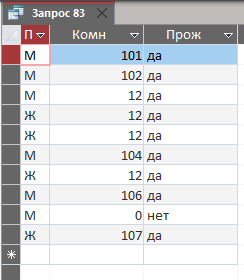 Запрос 83
П Комн Прож
М 101 да
М 102 да
М 12 да
Ж 12 да
Ж 12 да
М 104 да
Ж 12 да
М 106 да
М 0 нет
Ж 107 да